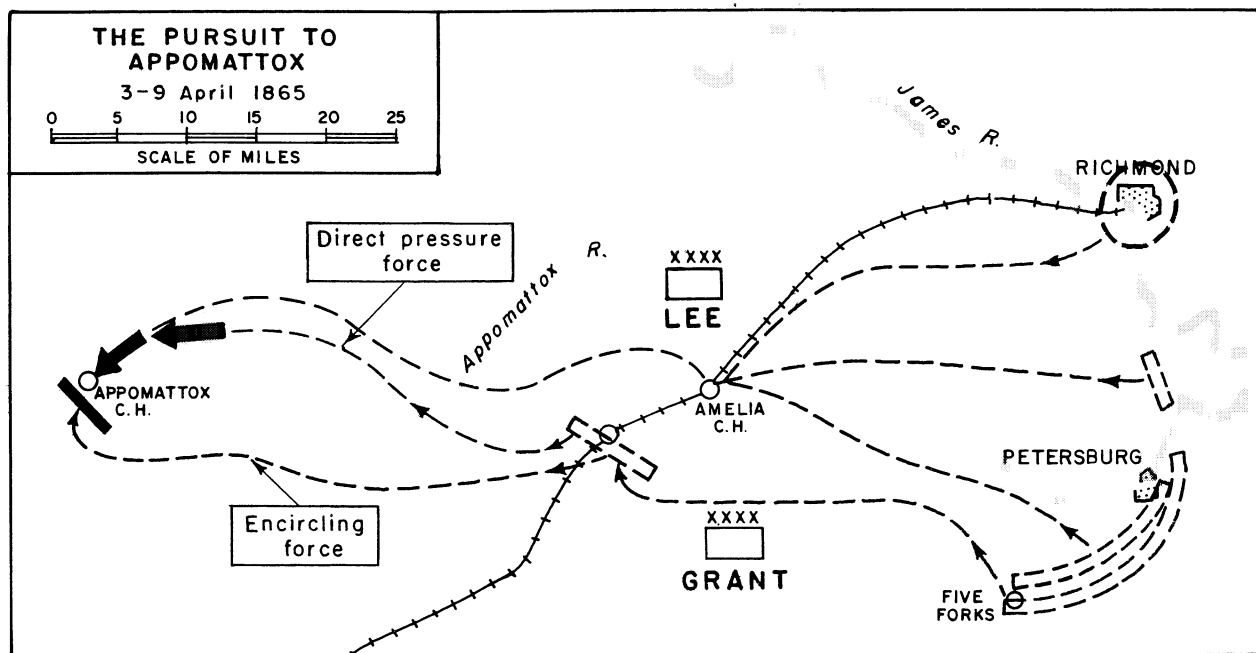 THE PURSUIT TO
APPOMATTOX
3-9 April 1865
0 5 10 15 20 25
SCALE OF MILES
James R.
RICHMOND
Direct pressure
force
Appomattox R.
XXXX
LEE
APPOMATTOX
C.H.
AMELIA
C.H.
PETERSBURG
Encircling
force
XXXX
GRANT
FIVE
FORKS